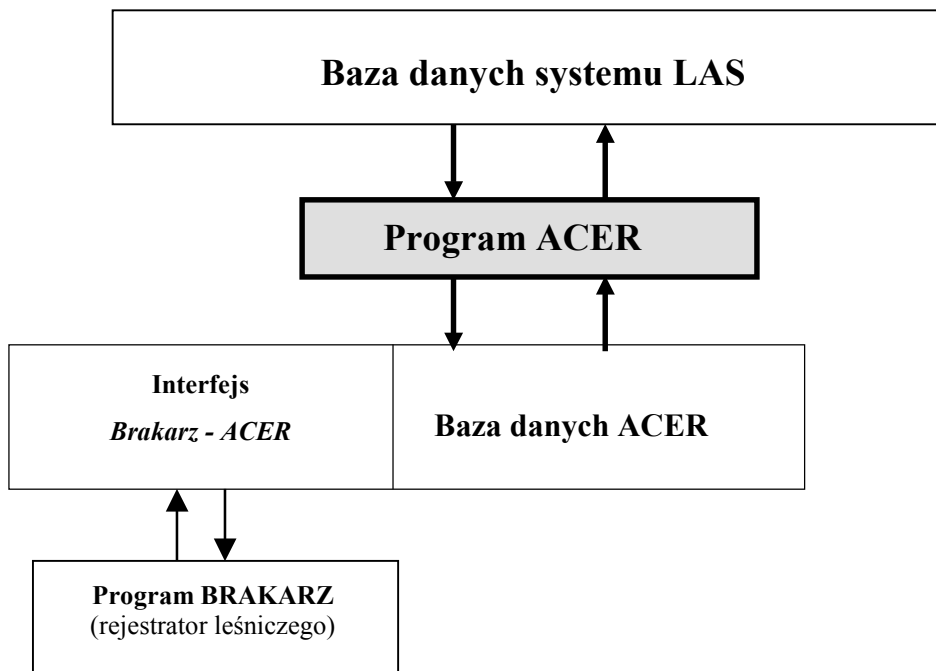 Baza danych systemu LAS
Program ACER
Interfejs
Brakarz - ACER
Baza danych ACER
Program BRAKARZ
(rejestrator leśniczego)